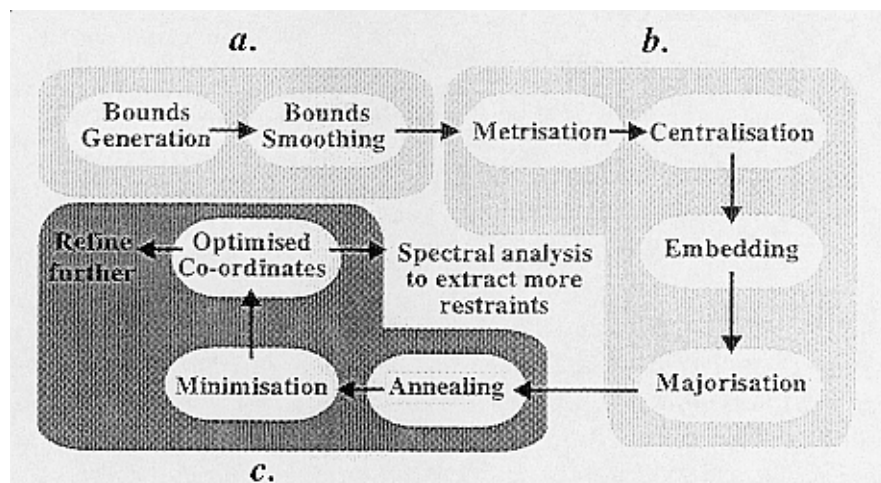 a.
b.
Bounds
Generation
Bounds
Smoothing
Metrisation
Centralisation
Refine
further
Optimised
Co-ordinates
Spectral analysis
to extract more
restraints
Embedding
Minimisation
Annealing
Majorisation
c.